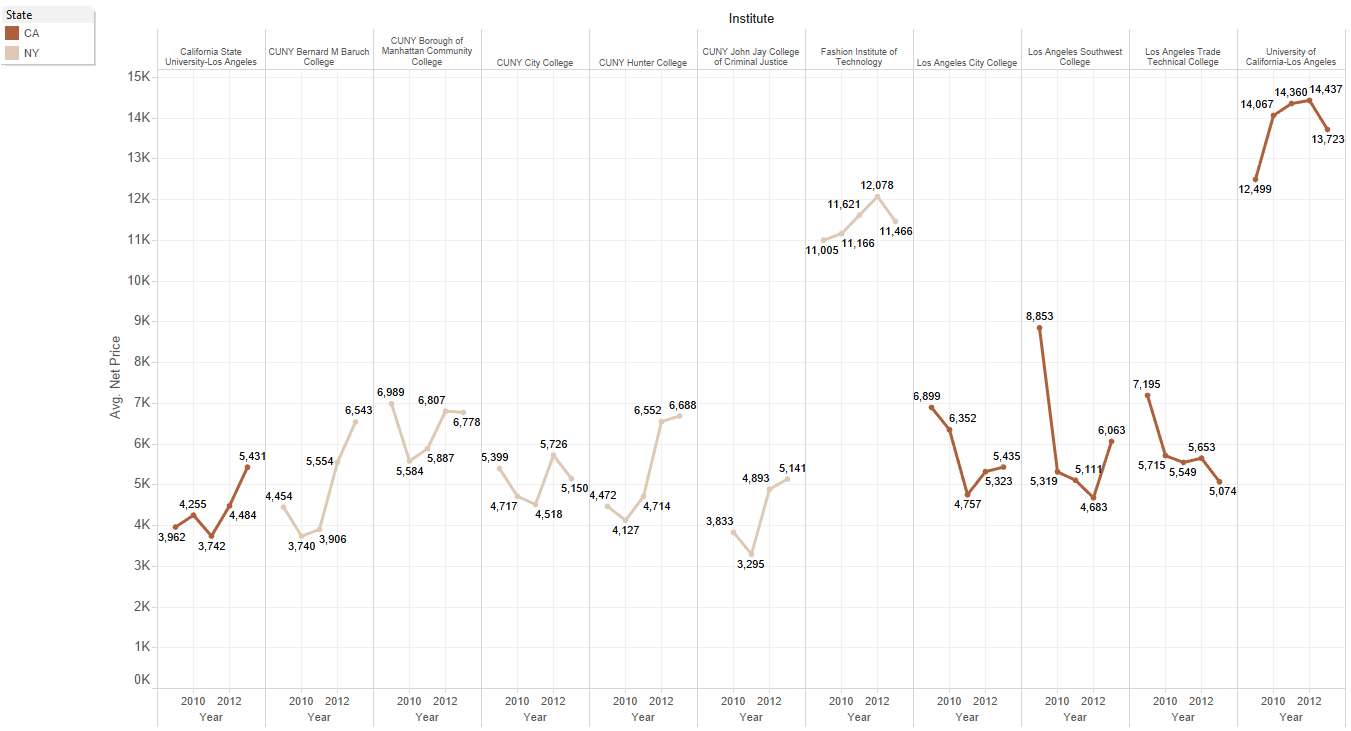 State
CA
NY
Institute
California State
University-Los Angeles
CUNY Bernard M Baruch
College
CUNY Borough of
Manhattan Community
College
CUNY City College
CUNY Hunter College
CUNY John Jay College
of Criminal Justice
Fashion Institute of
Technology
Los Angeles City College
Los Angeles Southwest
College
Los Angeles Trade
Technical College
University of
California-Los Angeles
Avg. Net Price
15K
14K
13K
12K
11K
10K
9K
8K
7K
6K
5K
4K
3K
2K
1K
0K
3,962
4,255
3,742
4,484
5,431
4,454
3,740
3,906
5,554
6,543
6,989
5,584
5,887
6,807
6,778
5,399
4,717
4,518
5,726
5,150
4,472
4,127
4,714
6,552
6,688
3,833
3,295
4,893
5,141
11,005
11,166
11,621
12,078
11,466
6,899
6,352
4,757
5,323
5,435
8,853
5,319
5,111
4,683
6,063
7,195
5,715
5,549
5,653
5,074
12,499
14,067
14,360
14,437
13,723
2010 2012
Year
2010 2012
Year
2010 2012
Year
2010 2012
Year
2010 2012
Year
2010 2012
Year
2010 2012
Year
2010 2012
Year
2010 2012
Year
2010 2012
Year
2010 2012
Year